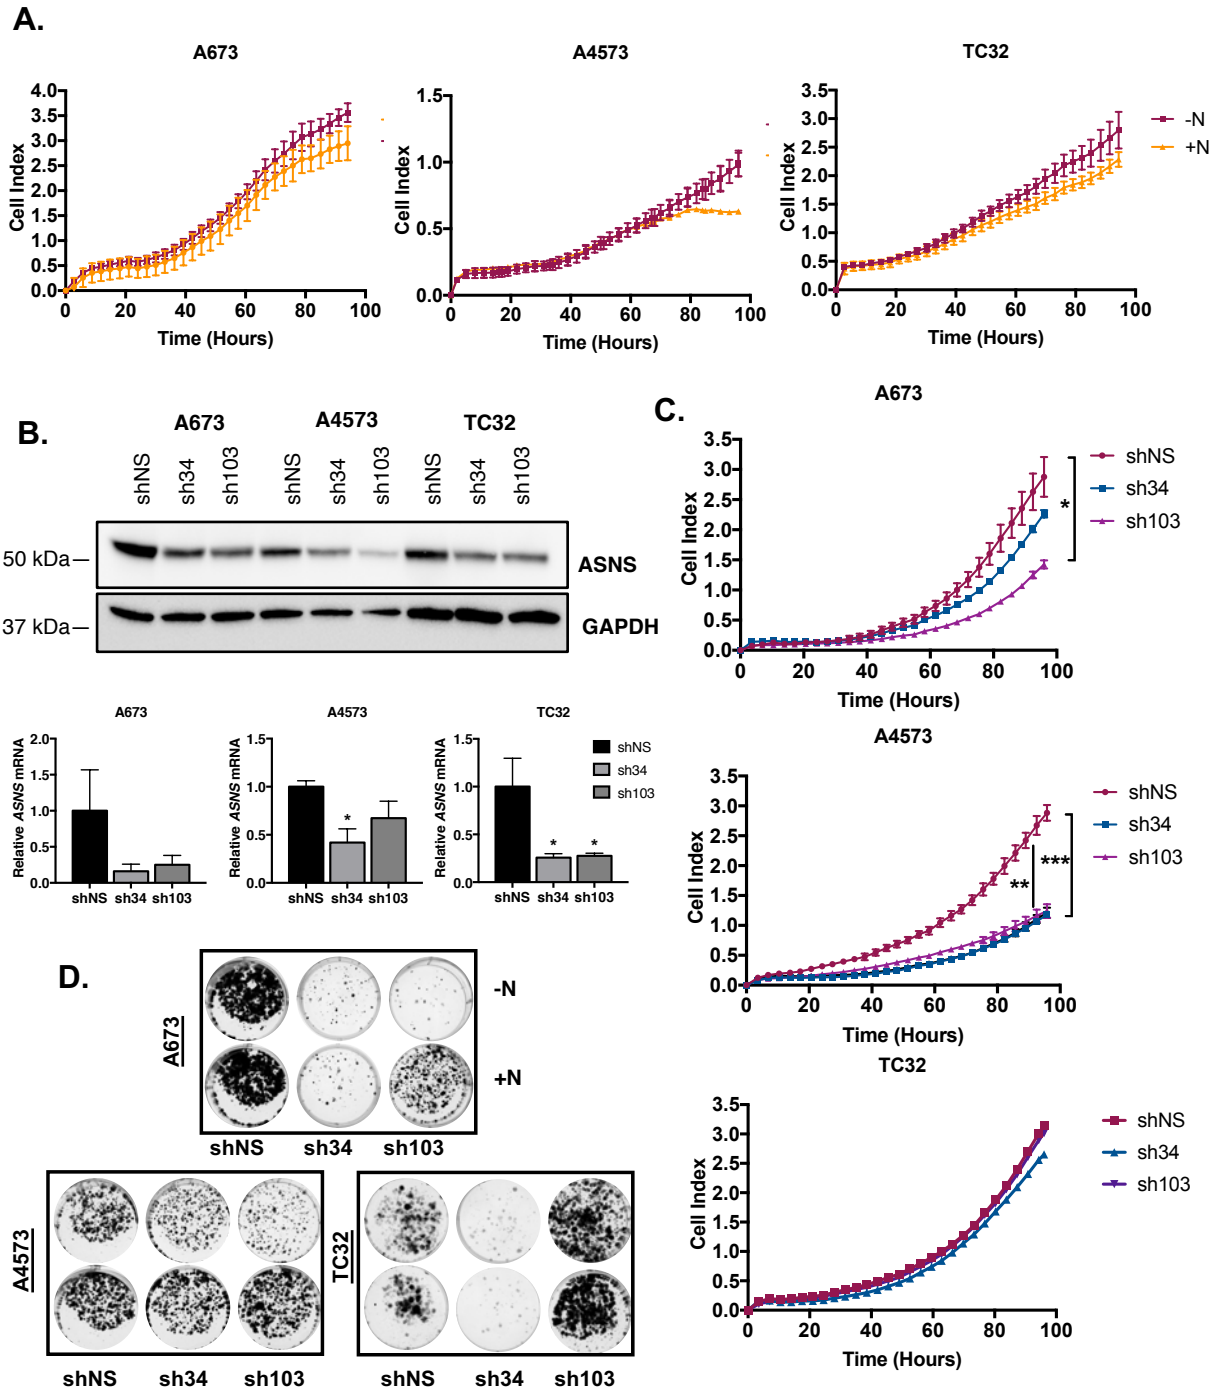 A.
A673
A4573
TC32
4.0
3.5
3.0
2.5
2.0
1.5
1.0
0.5
0.0
Cell Index
0 20 40 60 80 100
Time (Hours)
1.5
1.0
0.5
0.0
Cell Index
0 20 40 60 80 100
Time (Hours)
3.5
3.0
2.5
2.0
1.5
1.0
0.5
0.0
Cell Index
0 20 40 60 80 100
Time (Hours)
-N
+N
B.
A673 A4573 TC32
shNS sh34 sh103 shNS sh34 sh103 shNS sh34 sh103
50 kDa
ASNS
37 kDa
GAPDH
A673
2.0
1.5
1.0
0.5
0.0
Relative ASNS mRNA
shNS sh34 sh103
A4573
1.5
1.0
0.5
0.0
Relative ASNS mRNA
*
shNS sh34 sh103
TC32
1.5
1.0
0.5
0.0
Relative ASNS mRNA
* *
shNS sh34 sh103
shNS
sh34
sh103
C.
A673
3.5
3.0
2.5
2.0
1.5
1.0
0.5
0.0
Cell Index
0 20 40 60 80 100
Time (Hours)
shNS
sh34
sh103
*
A4573
3.5
3.0
2.5
2.0
1.5
1.0
0.5
0.0
Cell Index
0 20 40 60 80 100
Time (Hours)
shNS
sh34
sh103
**
***
TC32
3.5
3.0
2.5
2.0
1.5
1.0
0.5
0.0
Cell Index
0 20 40 60 80 100
Time (Hours)
shNS
sh34
sh103
D.
A673
-N
+N
shNS sh34 sh103
A4573
shNS sh34 sh103
TC32
shNS sh34 sh103